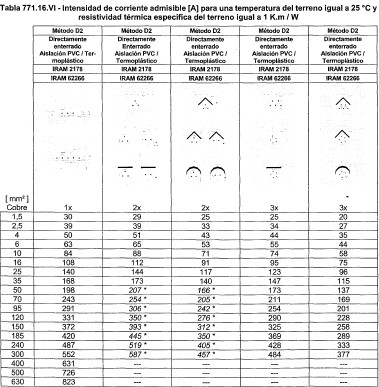 Tabla 771.16.VI - Intensidad de corriente admisible [A] para una temperatura del terreno igual a 25 °C y
resistividad térmica específica del terreno igual a 1 K.m / W
Método D2 Método D2 Método D2 Método D2 Método D2
Directamente enterrado Aislación PVC / Termoplástico Directamente Enterrado Aislación PVC / Termoplástico Directamente enterrado Aislación PVC / Termoplástico Directamente enterrado Aislación PVC / Termoplástico Directamente enterrado Aislación PVC / Termoplástico
IRAM 2178 IRAM 2178 IRAM 2178 IRAM 2178 IRAM 2178
IRAM 62266 IRAM 62266 IRAM 62266 IRAM 62266 IRAM 62266
[mm²]
Cobre 1x 2x 2x 3x 3x
1,5 30 29 25 25 20
2,5 39 39 33 34 27
4 50 51 43 44 35
6 63 65 53 55 44
10 84 88 71 74 58
16 108 112 91 95 75
25 140 144 117 123 96
35 168 173 140 147 115
50 198 207 * 166 * 173 137
70 243 254 * 205 * 211 169
95 291 306 * 242 * 254 201
120 331 350 * 276 * 290 228
150 372 393 * 312 * 325 258
185 420 445 * 350 * 369 289
240 487 519 * 405 * 428 333
300 552 587 * 457 * 484 377
400 631 --- --- --- ---
500 726 --- --- --- ---
630 823 --- --- --- ---